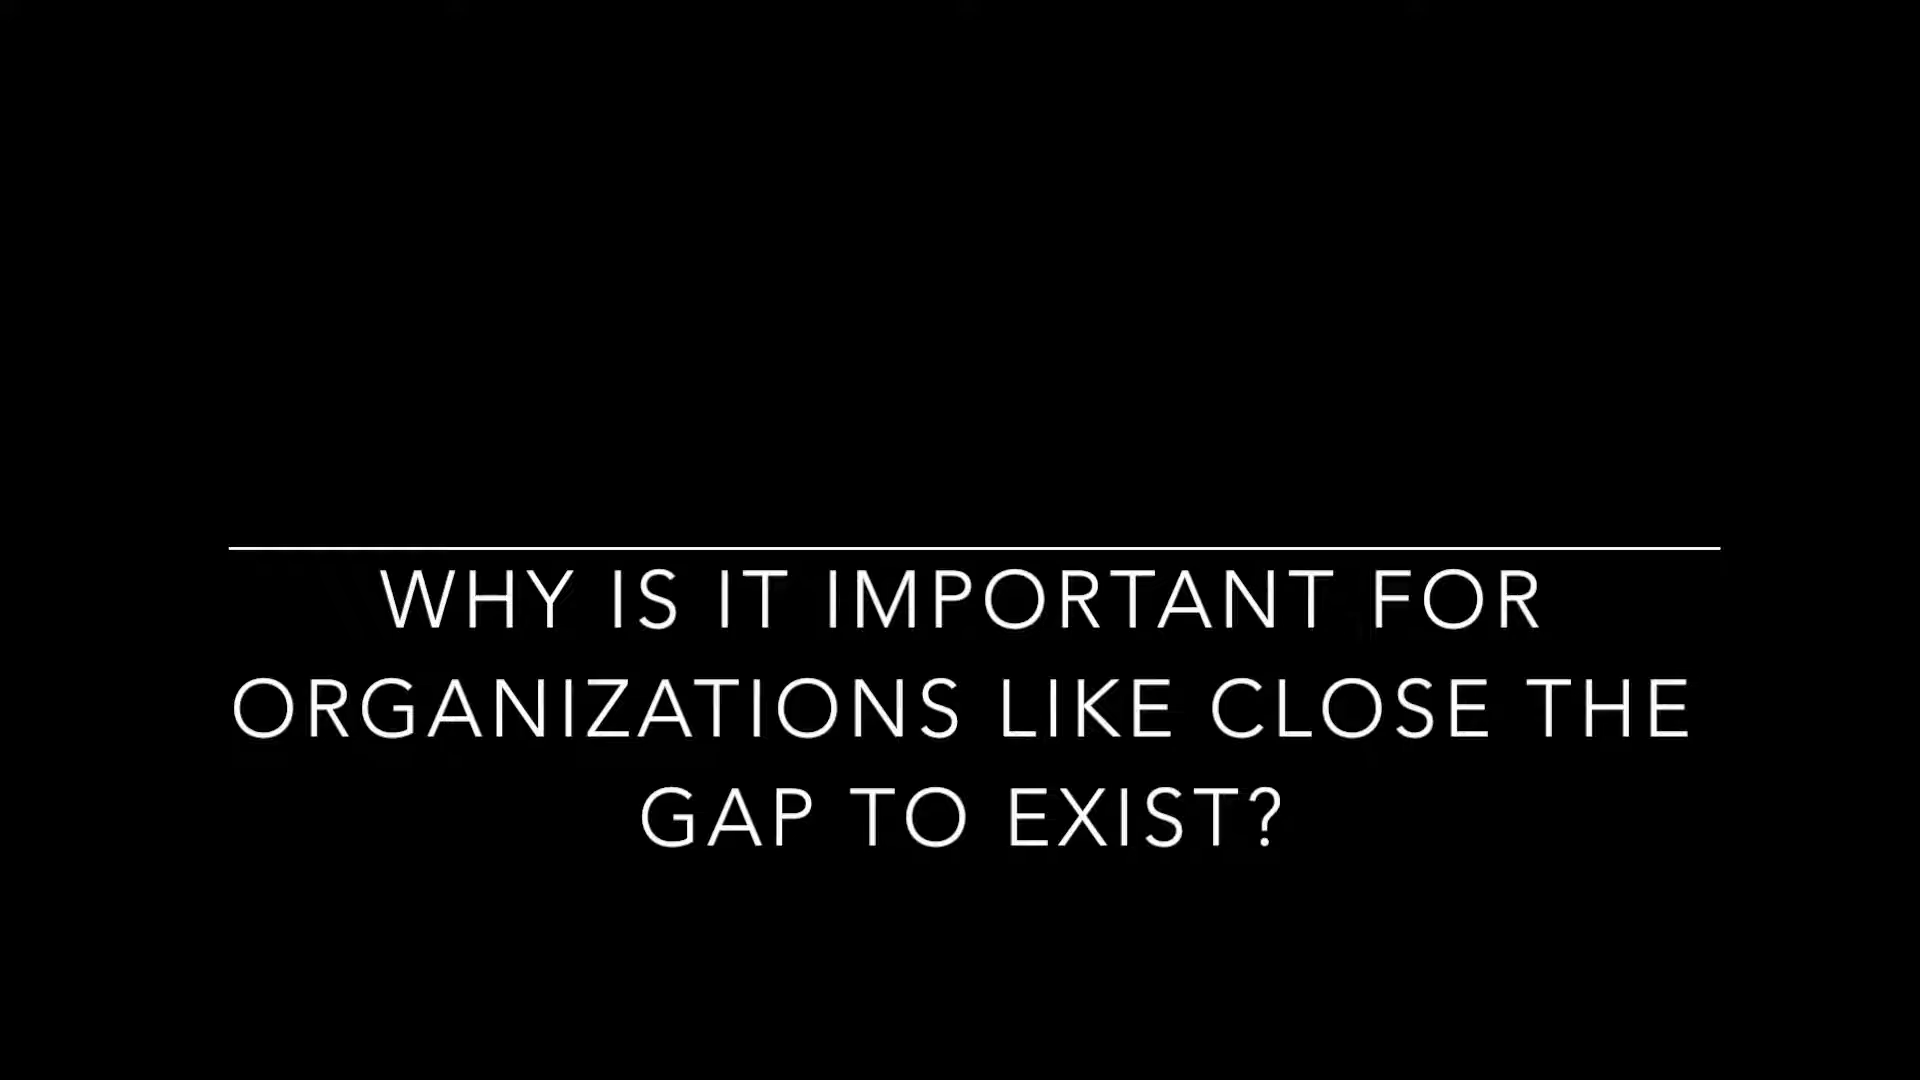 WHY IS IT IMPORTANT FOR
ORGANIZATIONS LIKE CLOSE THE
GAP TO EXIST?